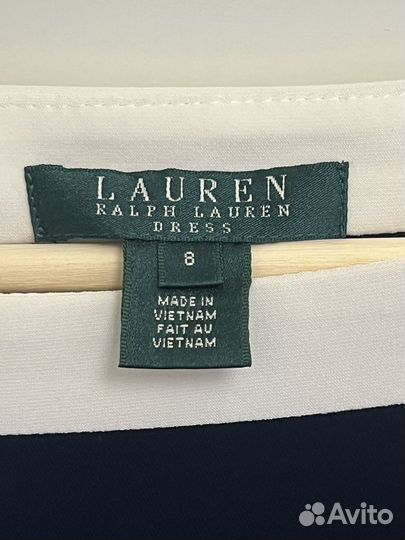 LAUREN
RALPH LAUREN
DRESS
8
MADE IN
VIETNAM
FAIT AU
VIETNAM
Avito